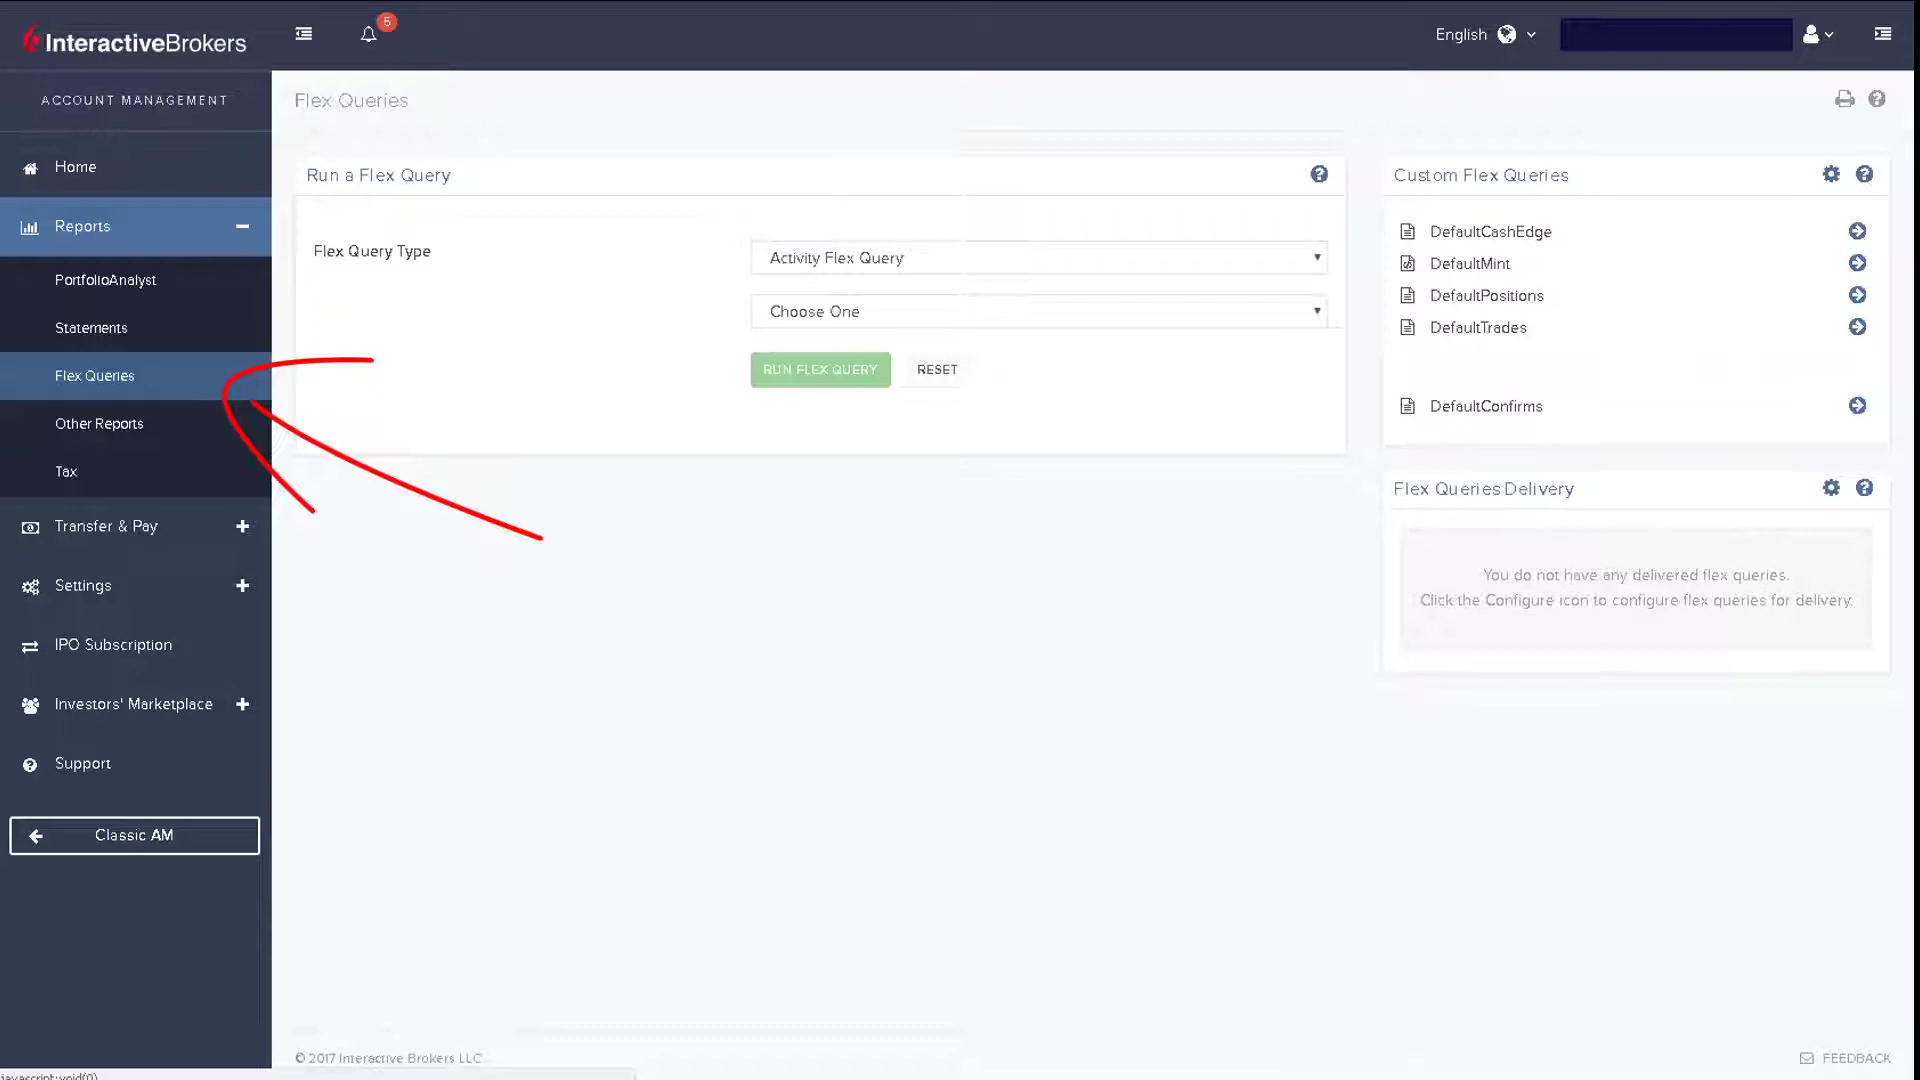 InteractiveBrokers
5
English
ACCOUNT MANAGEMENT
Home
Reports
PortfolioAnalyst
Statements
Flex Queries
Other Reports
Tax
Transfer & Pay
Settings
IPO Subscription
Investors' Marketplace
Support
Classic AM
Flex Queries
Run a Flex Query
Flex Query Type
Activity Flex Query
Choose One
RUN FLEX QUERY
RESET
Custom Flex Queries
DefaultCashEdge
DefaultMint
DefaultPositions
DefaultTrades
DefaultConfirms
Flex Queries Delivery
You do not have any delivered flex queries.
Click the Configure icon to configure flex queries for delivery.
© 2017 Interactive Brokers LLC
FEEDBACK
javascript:void(0)